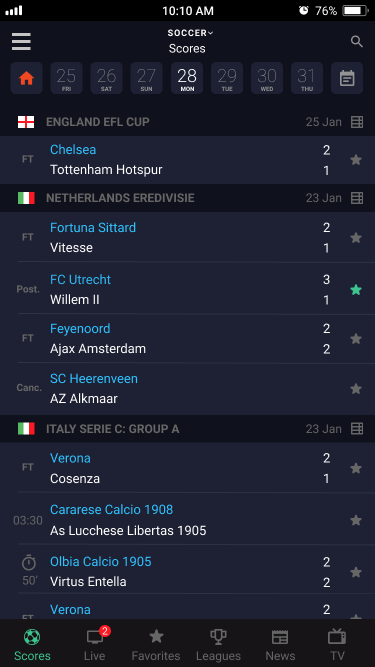 10:10 AM
76%
SOCCER
Scores
25 26 27 28 29 30 31
FRI SAT SUN MON TUE WED THU
ENGLAND EFL CUP 25 Jan
FT Chelsea 2
Tottenham Hotspur 1
NETHERLANDS EREDIVISIE 23 Jan
FT Fortuna Sittard 2
Vitesse 1
Post. FC Utrecht 3
Willem II 1
FT Feyenoord 2
Ajax Amsterdam 2
Canc. SC Heerenveen
AZ Alkmaar
ITALY SERIE C: GROUP A 23 Jan
FT Verona 2
Cosenza 1
03:30 Cararese Calcio 1908
As Lucchese Libertas 1905
50' Olbia Calcio 1905 2
Virtus Entella 2
FT Verona 2
2
Scores Live Favorites Leagues News TV